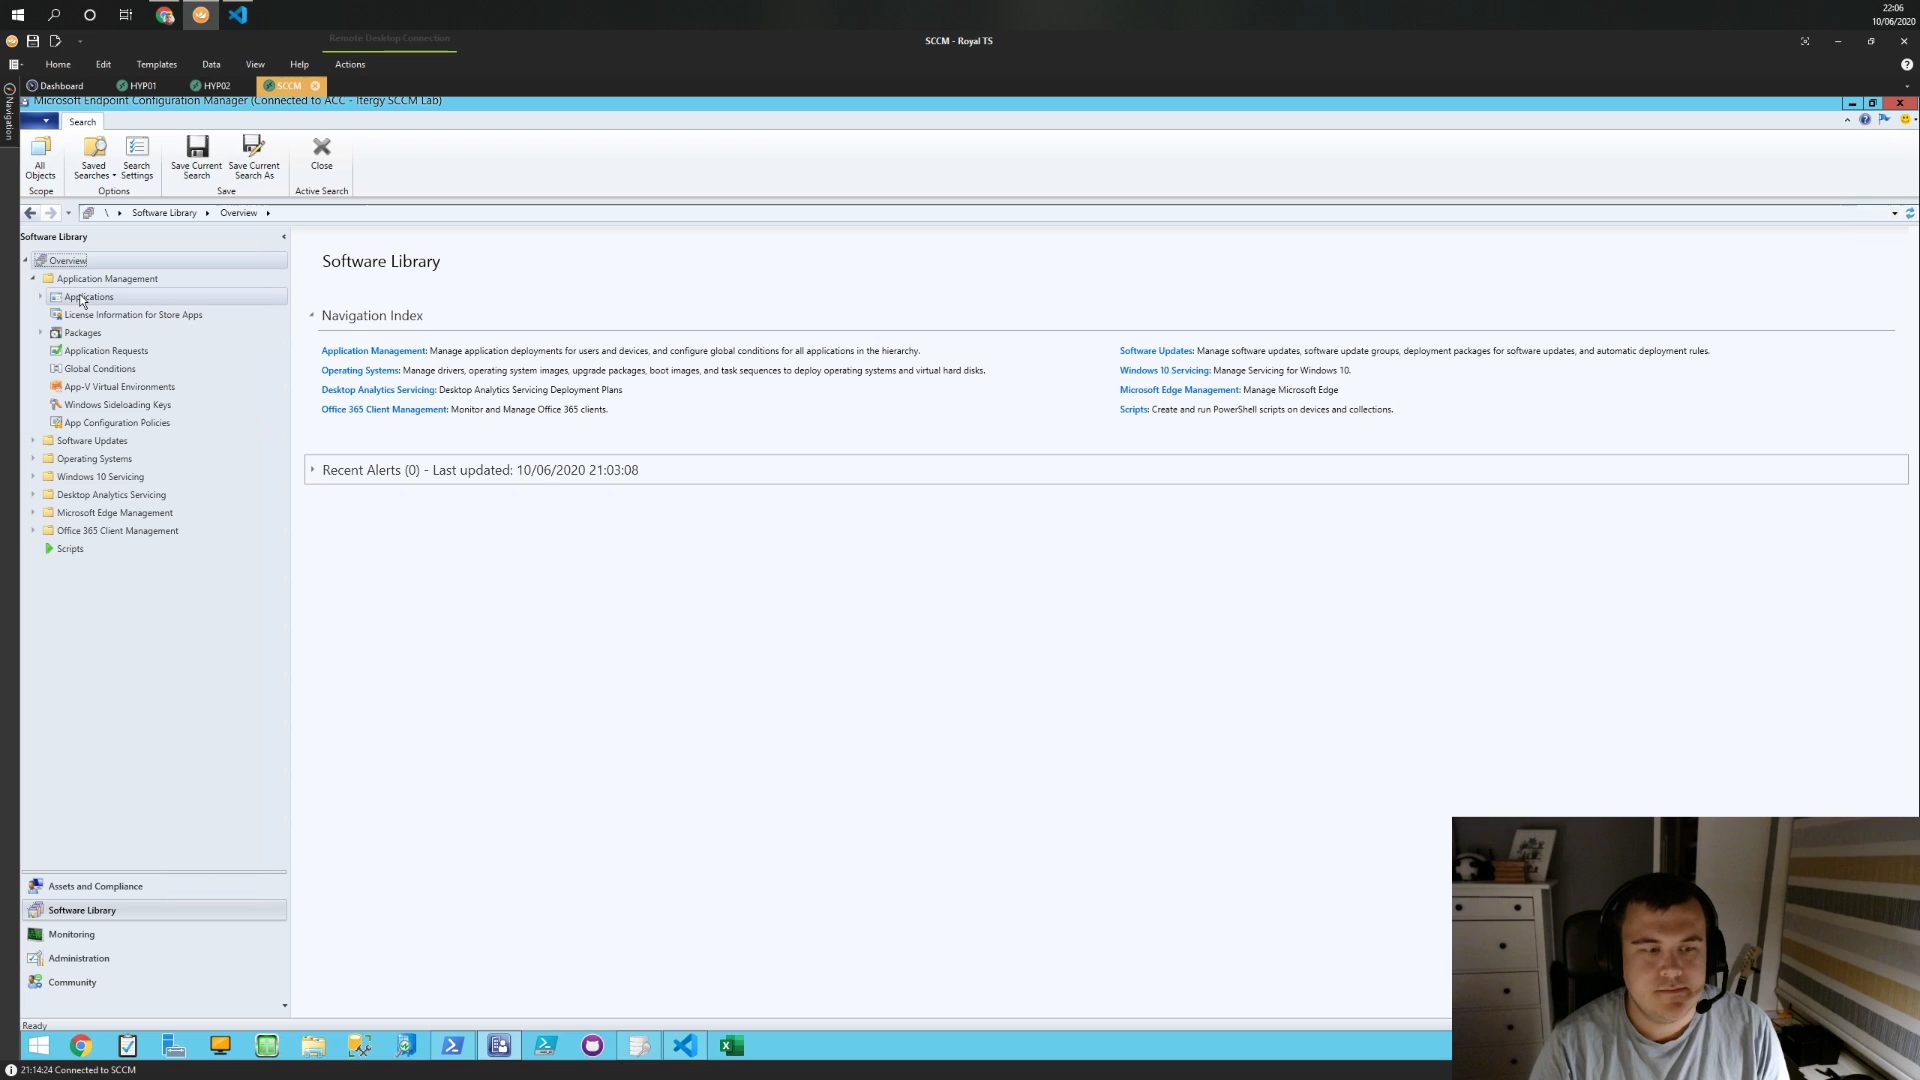 22:06
10/06/2020
Remote Desktop Connection
SCCM - Royal TS
Home Edit Templates Data View Help Actions
Dashboard HYP01 HYP02 SCCM
Navigation
Microsoft Endpoint Configuration Manager (Connected to ACC - Itergy SCCM Lab)
Search
All Objects
Saved Searches
Search Settings
Save Current Search
Save Current Search As
Close
Scope Options Save Active Search
\ Software Library Overview
Software Library
Overview
Application Management
Applications
License Information for Store Apps
Packages
Application Requests
Global Conditions
App-V Virtual Environments
Windows Sideloading Keys
App Configuration Policies
Software Updates
Operating Systems
Windows 10 Servicing
Desktop Analytics Servicing
Microsoft Edge Management
Office 365 Client Management
Scripts
Software Library
Navigation Index
Application Management: Manage application deployments for users and devices, and configure global conditions for all applications in the hierarchy.
Operating Systems: Manage drivers, operating system images, upgrade packages, boot images, and task sequences to deploy operating systems and virtual hard disks.
Desktop Analytics Servicing: Desktop Analytics Servicing Deployment Plans
Office 365 Client Management: Monitor and Manage Office 365 clients.
Software Updates: Manage software updates, software update groups, deployment packages for software updates, and automatic deployment rules.
Windows 10 Servicing: Manage Servicing for Windows 10.
Microsoft Edge Management: Manage Microsoft Edge
Scripts: Create and run PowerShell scripts on devices and collections.
Recent Alerts (0) - Last updated: 10/06/2020 21:03:08
Assets and Compliance
Software Library
Monitoring
Administration
Community
Ready
21:14:24 Connected to SCCM